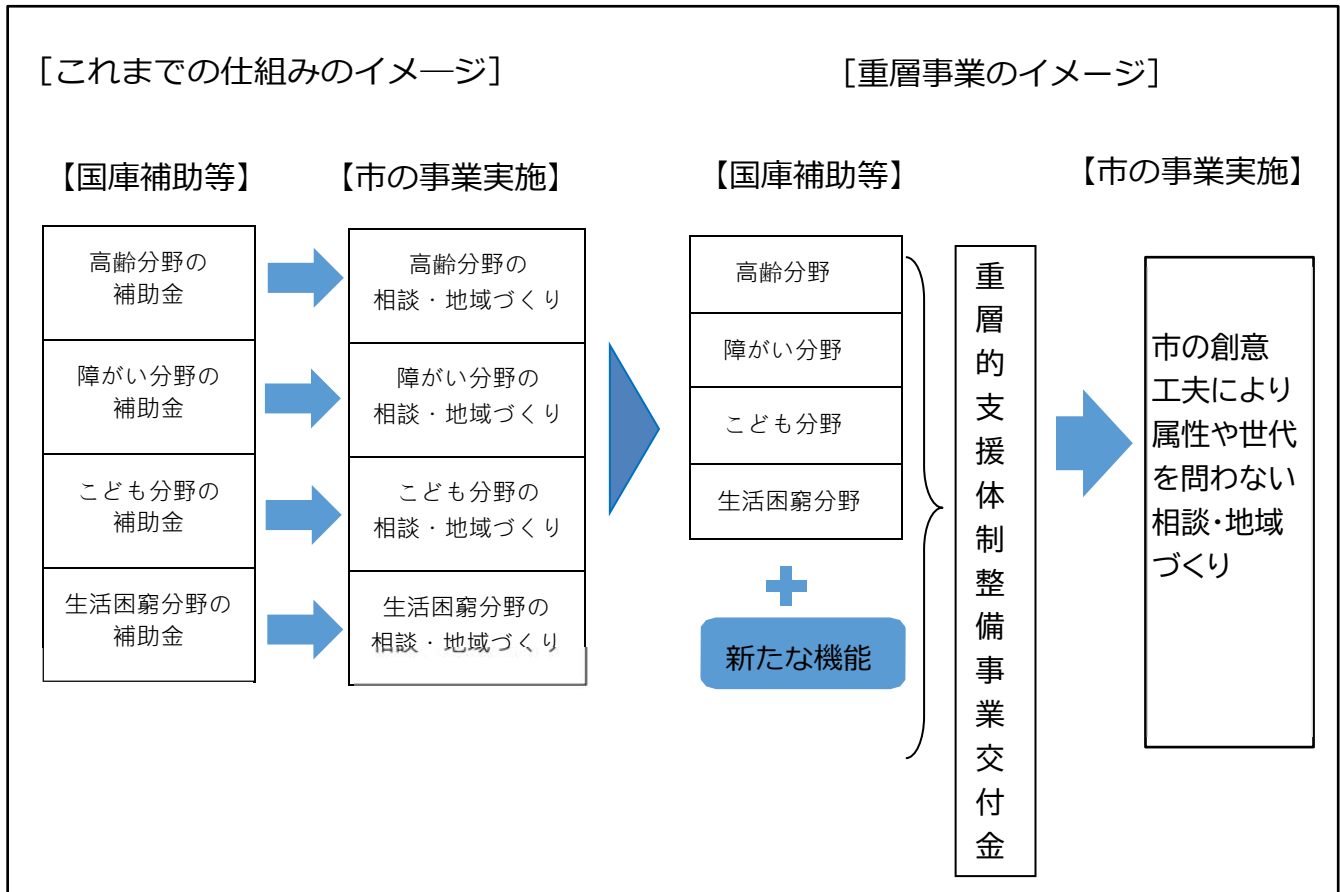 [これまでの仕組みのイメ―ジ]
[重層事業のイメージ]
【国庫補助等】
【市の事業実施】
高齢分野の
補助金
高齢分野の
相談・地域づくり
障がい分野の
補助金
障がい分野の
相談・地域づくり
こども分野の
補助金
こども分野の
相談・地域づくり
生活困窮分野の
補助金
生活困窮分野の
相談・地域づくり
【国庫補助等】
【市の事業実施】
高齢分野
障がい分野
こども分野
生活困窮分野
新たな機能
重層的支援体制整備事業交付金
市の創意
工夫により
属性や世代
を問わない
相談・地域
づくり